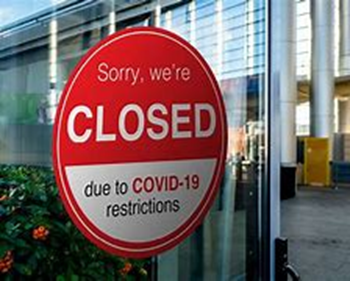 Sorry, we're
CLOSED
due to COVID-19
restrictions